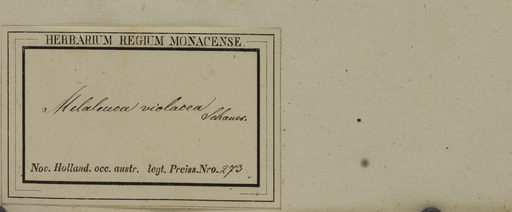 HERBARIUM REGIUM MONACENSE.
Melaleuca violacea
Schauer.
Nov. Holland. occ. austr. legt. Preiss. Nro. 273